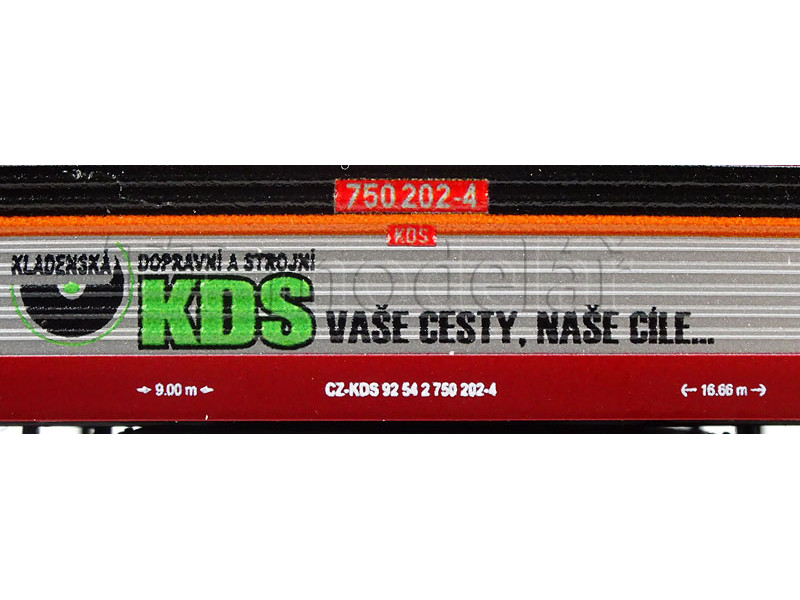 750 202-4
KDS
KLADENSKÁ DOPRAVNÍ A STROJNÍ
KDS VAŠE CESTY, NAŠE CÍLE...
9.00 m CZ-KDS 92 54 2 750 202-4 16.66 m